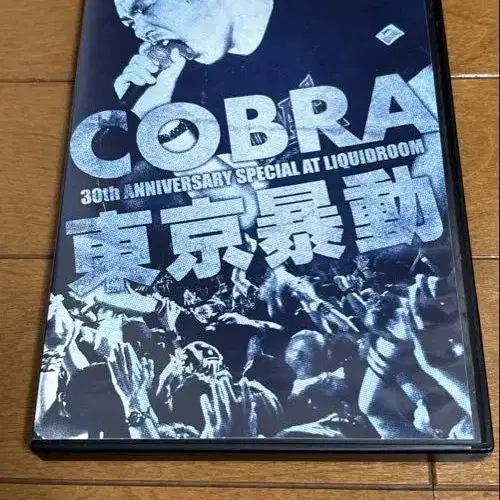 COBRA
30th ANNIVERSARY SPECIAL AT LIQUIDROOM
東京暴動